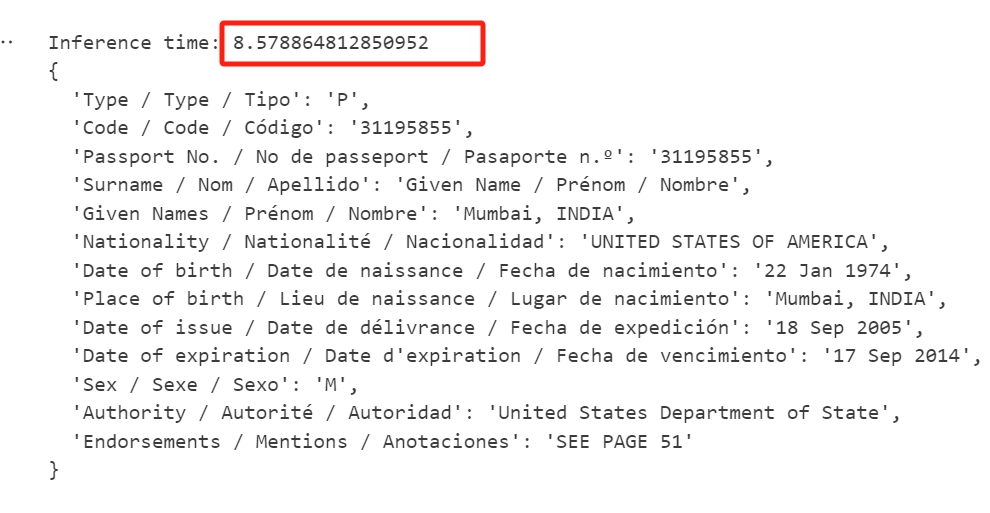 Inference time: 8.578864812850952
{
'Type / Type / Tipo': 'P',
'Code / Code / Código': '31195855',
'Passport No. / No de passeport / Pasaporte n.º': '31195855',
'Surname / Nom / Apellido': 'Given Name / Prénom / Nombre',
'Given Names / Prénom / Nombre': 'Mumbai, INDIA',
'Nationality / Nationalité / Nacionalidad': 'UNITED STATES OF AMERICA',
'Date of birth / Date de naissance / Fecha de nacimiento': '22 Jan 1974',
'Place of birth / Lieu de naissance / Lugar de nacimiento': 'Mumbai, INDIA',
'Date of issue / Date de délivrance / Fecha de expedición': '18 Sep 2005',
'Date of expiration / Date d'expiration / Fecha de vencimiento': '17 Sep 2014',
'Sex / Sexe / Sexo': 'M',
'Authority / Autorité / Autoridad': 'United States Department of State',
'Endorsements / Mentions / Anotaciones': 'SEE PAGE 51'
}